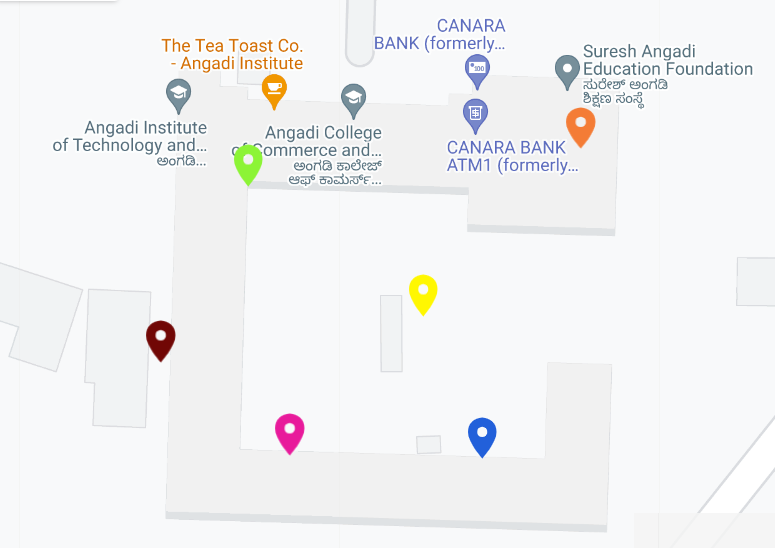 CANARA
BANK (formerly...
The Tea Toast Co.
- Angadi Institute
Suresh Angadi
Education Foundation
ಸುರೇಶ್ ಅಂಗಡಿ
ಶಿಕ್ಷಣ ಸಂಸ್ಥೆ
100
Angadi Institute
of Technology and...
ಅಂಗಡಿ...
Angadi College
of Commerce and...
ಅಂಗಡಿ ಕಾಲೇಜ್
ಆಫ್ ಕಾಮರ್ಸ್...
CANARA BANK
ATM1 (formerly...